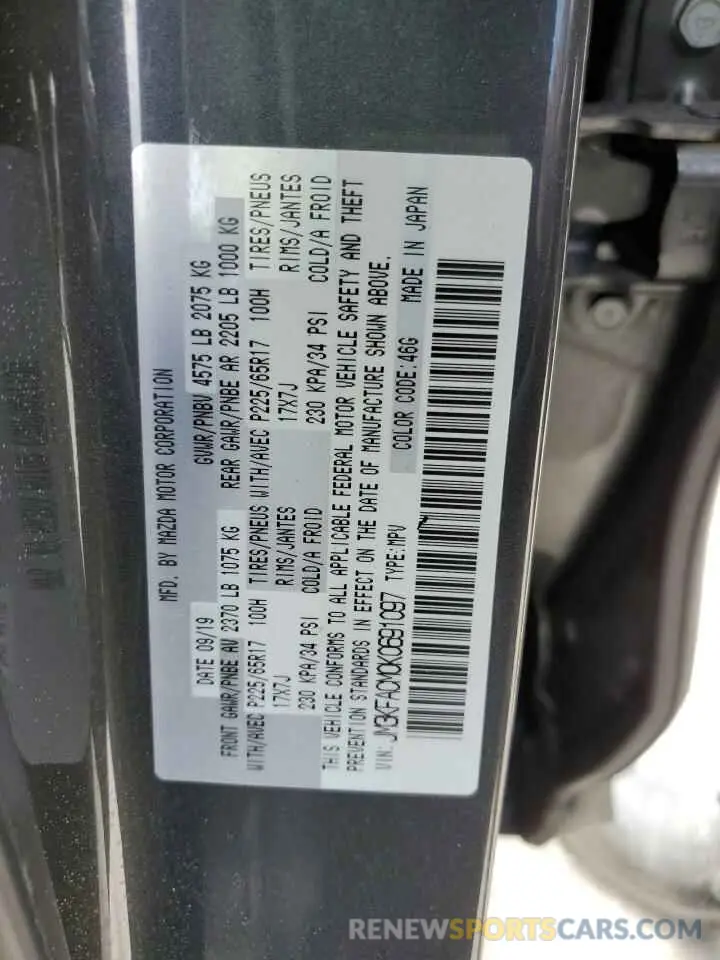 MFD. BY MAZDA MOTOR CORPORATION
DATE 09/19 GVWR/PNBV 4575 LB 2075 KG
FRONT GAWR/PNBE AV 2370 LB 1075 KG REAR GAWR/PNBE AR 2205 LB 1000 KG
WITH/AVEC P225/65R17 100H TIRES/PNEUS WITH/AVEC P225/65R17 100H TIRES/PNEUS
17X7J RIMS/JANTES 17X7J RIMS/JANTES
230 KPA/34 PSI COLD/A FROID 230 KPA/34 PSI COLD/A FROID
THIS VEHICLE CONFORMS TO ALL APPLICABLE FEDERAL MOTOR VEHICLE SAFETY AND THEFT
PREVENTION STANDARDS IN EFFECT ON THE DATE OF MANUFACTURE SHOWN ABOVE.
VIN: JM3KFACM0K0691097 TYPE:MPV COLOR CODE:46G MADE IN JAPAN
RENEWSPORTSCARS.COM